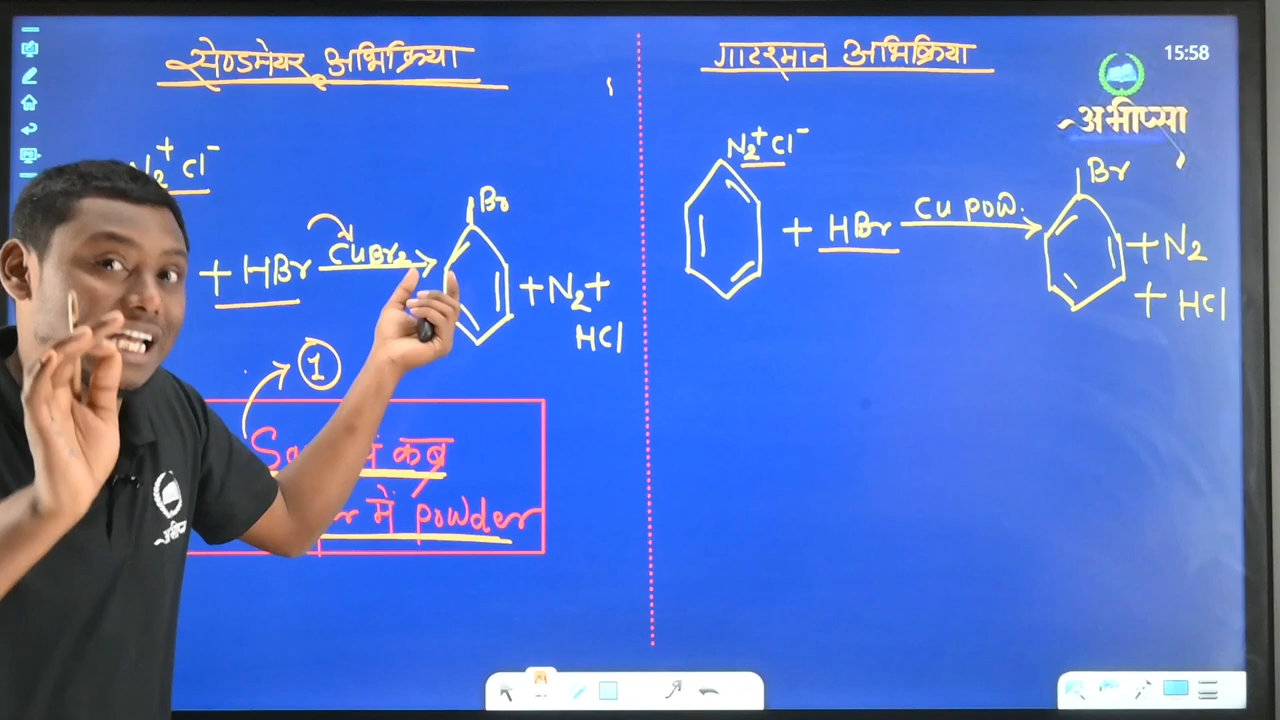 सेण्डमेयर अभिक्रिया
N₂⁺Cl⁻
+ HBr CuBr₂ → Br + N₂ + HCl
1
में कब्र
में powder
गाटरमान अभिक्रिया
15:58
अभीप्सा
N₂⁺Cl⁻
+ HBr Cu pow. → Br + N₂ + HCl
अभीप्सा